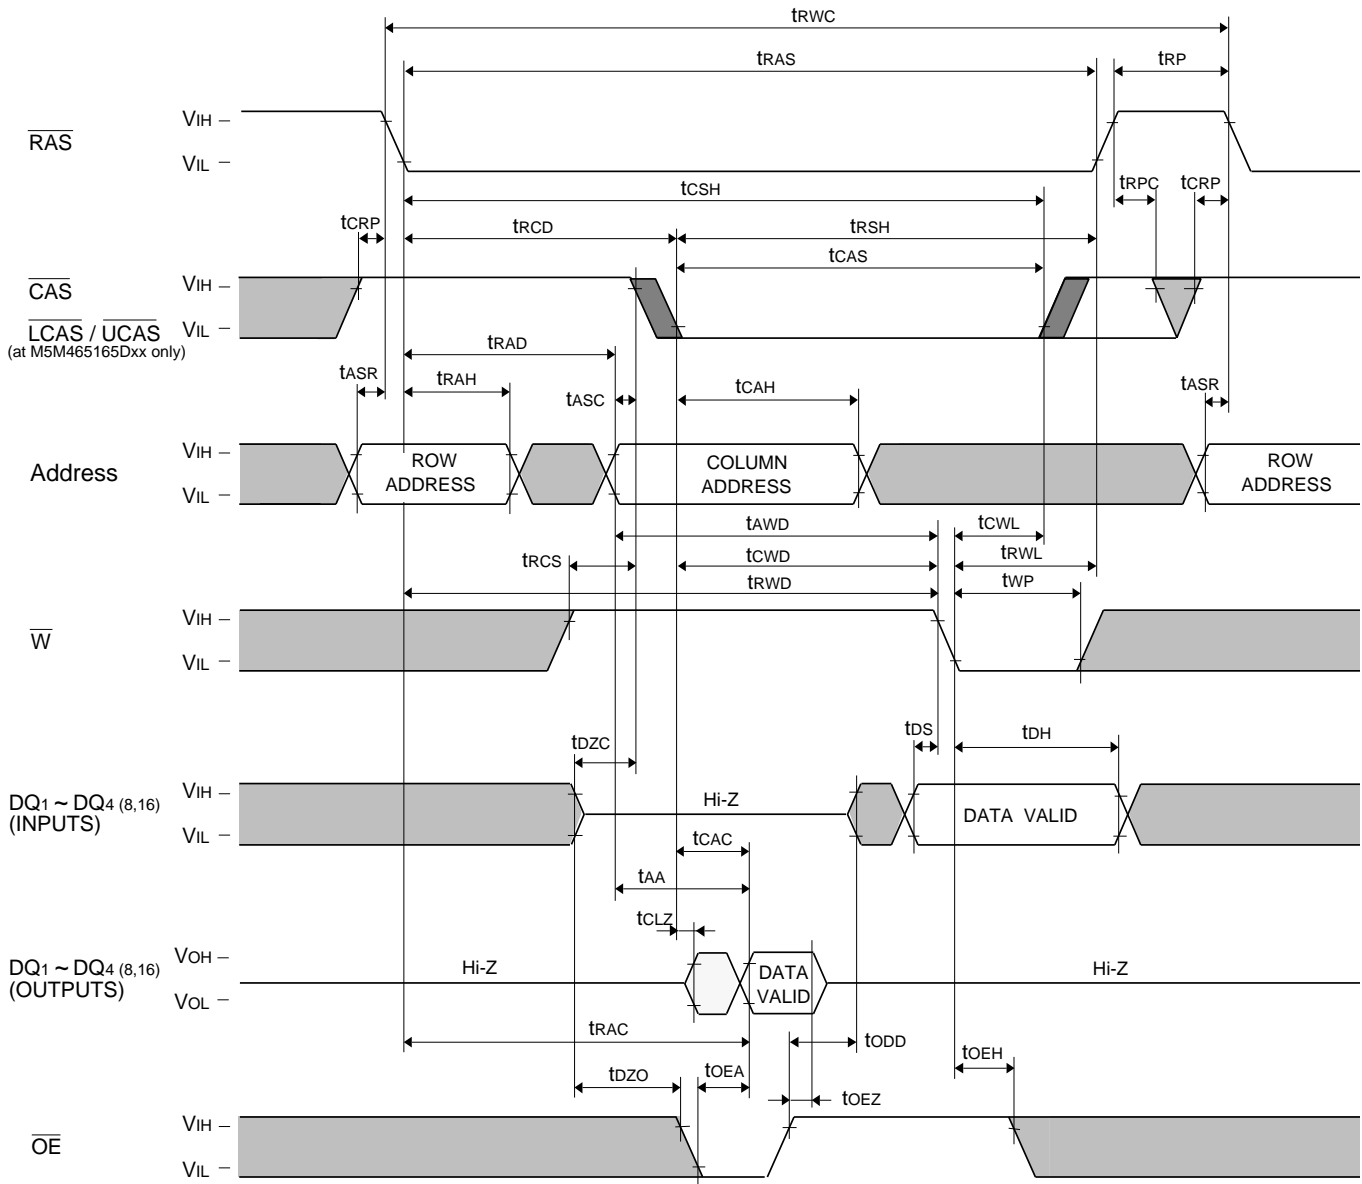 tRWC
tRAS
tRP
RAS
VIH
VIL
tCSH
tRPC
tCRP
tCRP
tRCD
tRSH
tCAS
CAS
VIH
LCAS / UCAS
VIL
(at M5M465165Dxx only)
tRAD
tASR
tRAH
tASC
tCAH
tASR
Address
VIH
VIL
ROW
ADDRESS
COLUMN
ADDRESS
ROW
ADDRESS
tAWD
tCWL
tRCS
tCWD
tRWL
tRWD
tWP
W
VIH
VIL
tDS
tDH
tDZC
DQ1 ~ DQ4 (8,16)
(INPUTS)
VIH
VIL
Hi-Z
DATA VALID
tCAC
tAA
tCLZ
DQ1 ~ DQ4 (8,16)
(OUTPUTS)
VOH
VOL
Hi-Z
DATA
VALID
Hi-Z
tRAC
tODD
tDZO
tOEA
tOEH
tOEZ
OE
VIH
VIL